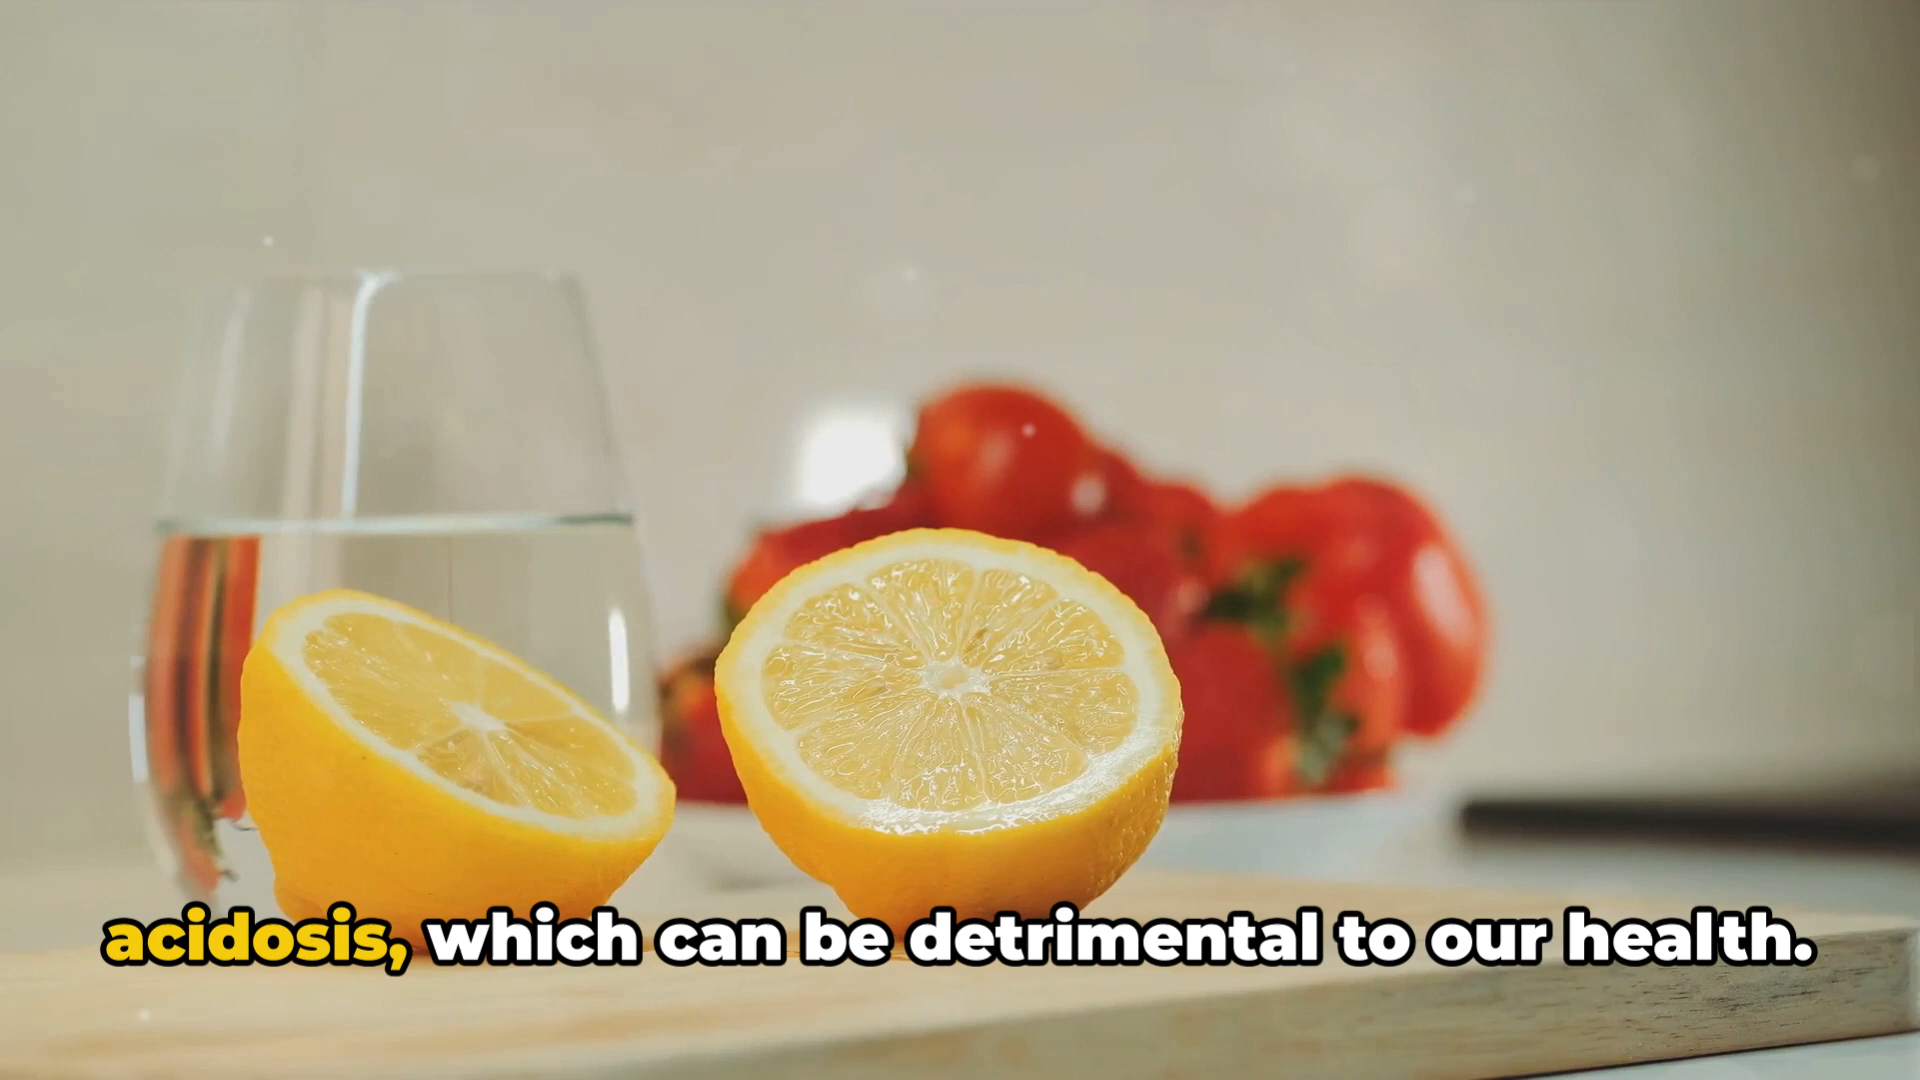 acidosis, which can be detrimental to our health.